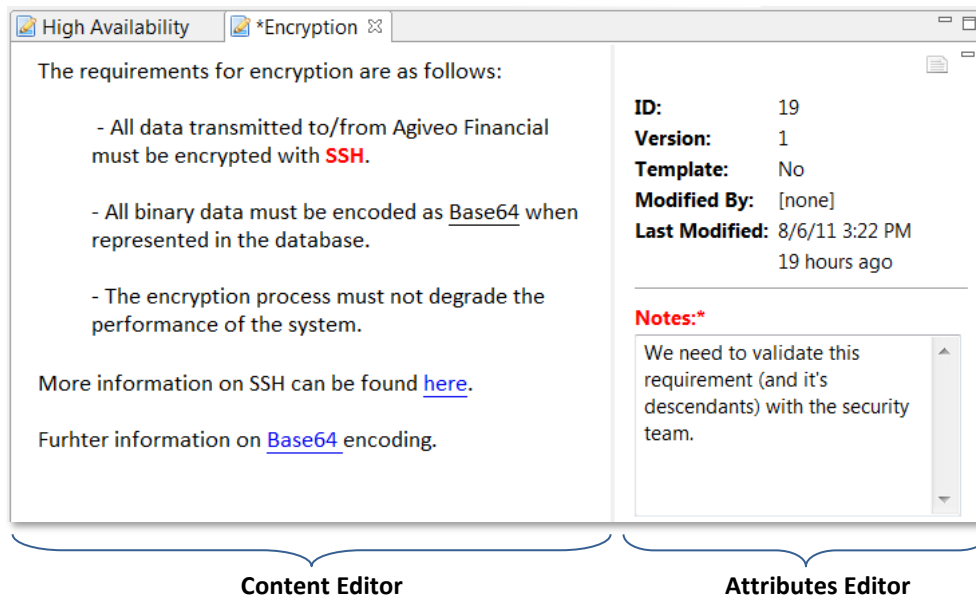 High Availability
*Encryption
The requirements for encryption are as follows:
- All data transmitted to/from Agiveo Financial
must be encrypted with SSH.
- All binary data must be encoded as Base64 when
represented in the database.
- The encryption process must not degrade the
performance of the system.
More information on SSH can be found here.
Furhter information on Base64 encoding.
ID: 19
Version: 1
Template: No
Modified By: [none]
Last Modified: 8/6/11 3:22 PM
19 hours ago
Notes:*
We need to validate this
requirement (and it's
descendants) with the security
team.
Content Editor
Attributes Editor